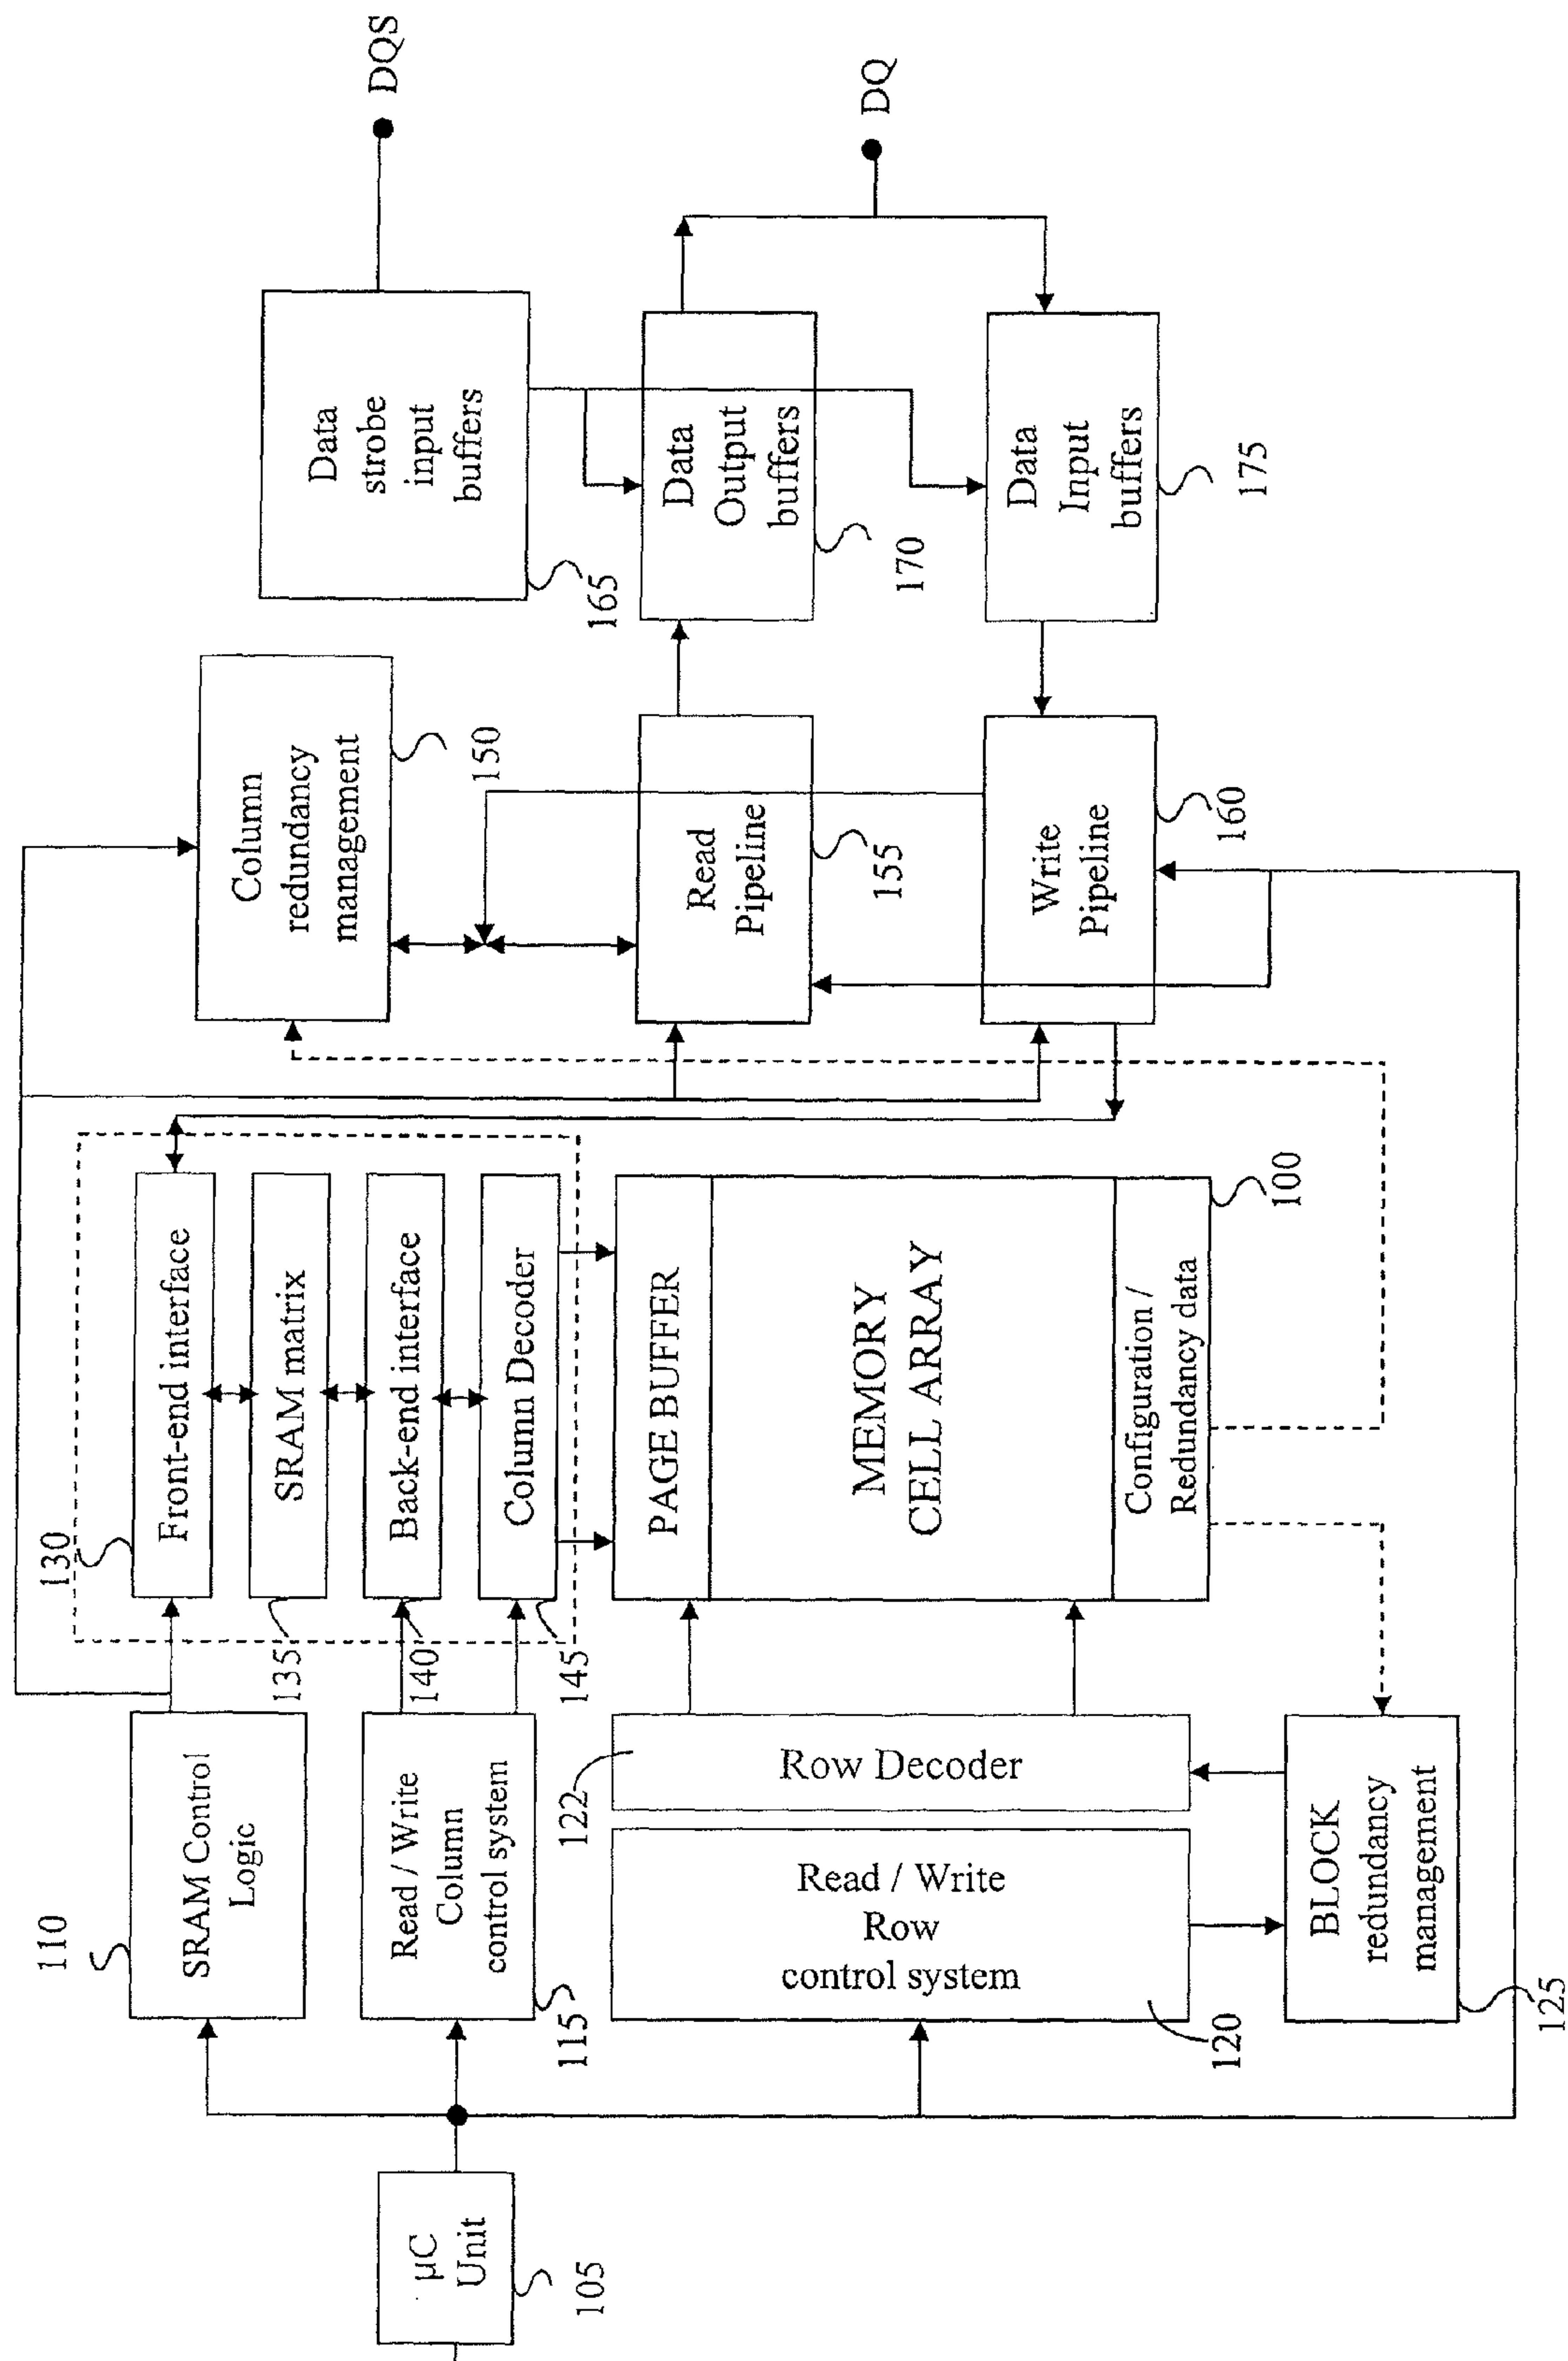 110
SRAM Control
Logic
130
Front-end interface
SRAM matrix
135
Back-end interface
140
Column Decoder
145
Column
redundancy
management
150
Data
strobe
input
buffers
165
DQS
µC
Unit
105
Read / Write
Column
control system
115
122
Row Decoder
Read / Write
Row
control system
120
BLOCK
redundancy
management
125
PAGE BUFFER
MEMORY
CELL ARRAY
Configuration /
Redundancy data
100
Read
Pipeline
155
Write
Pipeline
160
Data
Output
buffers
170
Data
Input
buffers
175
DQ